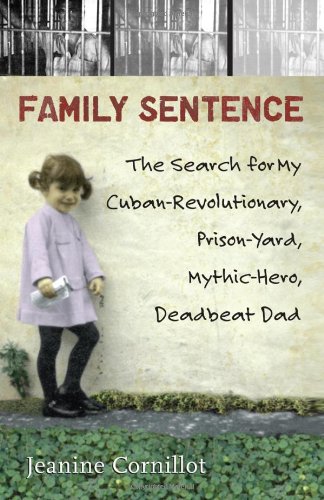 FAMILY SENTENCE
The Search for My
Cuban-Revolutionary,
Prison-Yard,
Mythic-Hero,
Deadbeat Dad
Jeanine Cornillot